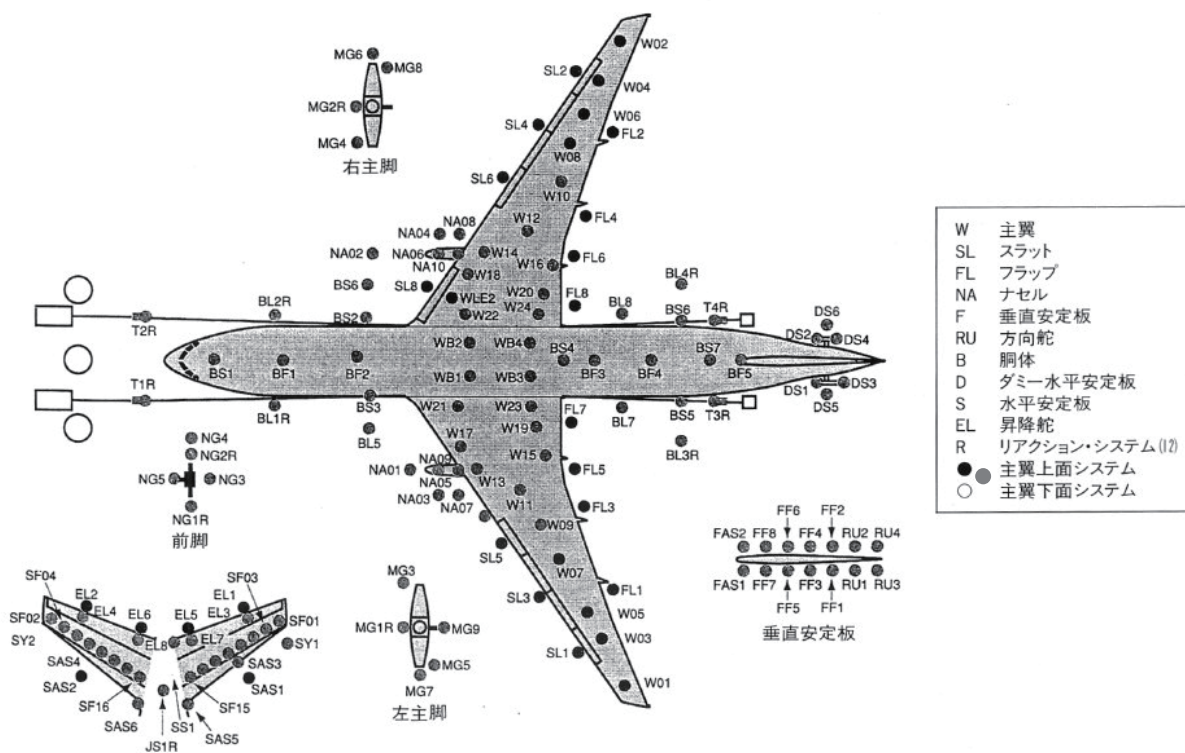 MG6
MG8
MG2R
MG4
右主脚
W02
SL2
W04
SL4
W06
FL2
W08
SL6
W10
W12
FL4
NA04 NA08
NA02
NA06
NA10
W14
W16
FL6
W18
BS6
SL8
WLE2
W20
FL8
BL4R
BL2R
BS2
W22
W24
BL8
BS6
T4R
DS6
T2R
DS2
DS4
WB2
WB4
BS4
BS7
BS1
BF1
BF2
BF3
BF4
BF5
WB1
WB3
T1R
BL1R
BS3
W21
W23
FL7
BL7
BS5
T3R
DS1
DS3
DS5
BL5
W19
W17
BL3R
NG4
NG2R
NG5
NG3
NG1R
前脚
NA01
NA09
NA05
NA03
NA07
W13
W15
FL5
W11
W09
FL3
SL5
W07
SL3
FL1
W05
W03
SL1
W01
MG3
MG1R
MG9
MG5
MG7
左主脚
FF6 FF2
FAS2 FF8 FF4 RU2 RU4
FAS1 FF7 FF3 RU1 RU3
FF5 FF1
垂直安定板
SF04
SF03
EL2
EL1
EL4
EL6
EL5
EL3
SF02
SF01
SY2
EL8
EL7
SY1
SAS4
SAS3
SAS2
SAS1
SF16
SS1
SF15
SAS6
SAS5
JS1R
W 主翼
SL スラット
FL フラップ
NA ナセル
F 垂直安定板
RU 方向舵
B 胴体
D ダミー水平安定板
S 水平安定板
EL 昇降舵
R リアクション・システム(12)
主翼上面システム
主翼下面システム